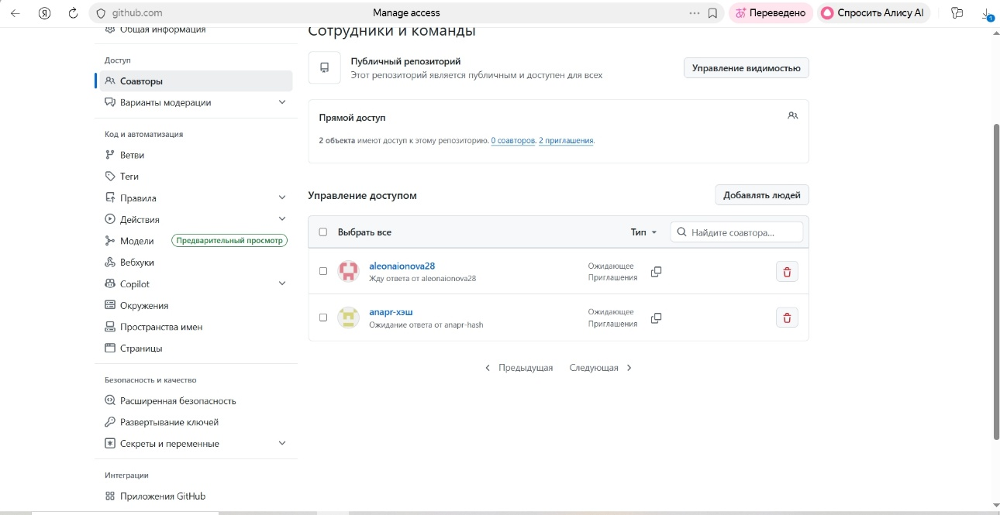 github.com
Manage access
Переведено
Спросить Алису AI
1
Общая информация
Доступ
Соавторы
Варианты модерации
Код и автоматизация
Ветви
Теги
Правила
Действия
Модели
Предварительный просмотр
Вебхуки
Copilot
Окружения
Пространства имен
Страницы
Безопасность и качество
Расширенная безопасность
Развертывание ключей
Секреты и переменные
Интеграции
Приложения GitHub
Сотрудники и команды
Публичный репозиторий
Этот репозиторий является публичным и доступен для всех
Управление видимостью
Прямой доступ
2 объекта имеют доступ к этому репозиторию. 0 соавторов. 2 приглашения.
Управление доступом
Добавлять людей
Выбрать все
Тип
Найдите соавтора...
aleonaionova28
Жду ответа от aleonaionova28
Ожидающее
Приглашения
anapr-хэш
Ожидание ответа от anapr-hash
Ожидающее
Приглашения
Предыдущая
Следующая